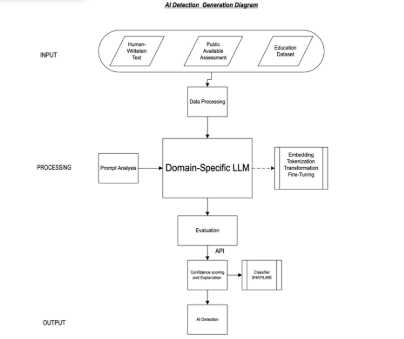 AI Detection Generation Diagram
INPUT
Human-
Writeten
Text
Public
Available
Assessment
Education
Dataset
Data Processing
PROCESSING
Prompt Analysis
Domain-Specific LLM
Embedding
Tokenization
Transformation
Fine-Tuning
Evaluation
API
Confidence scoring
and Explanation
Classifier
SHAP/LIME
OUTPUT
AI Detection